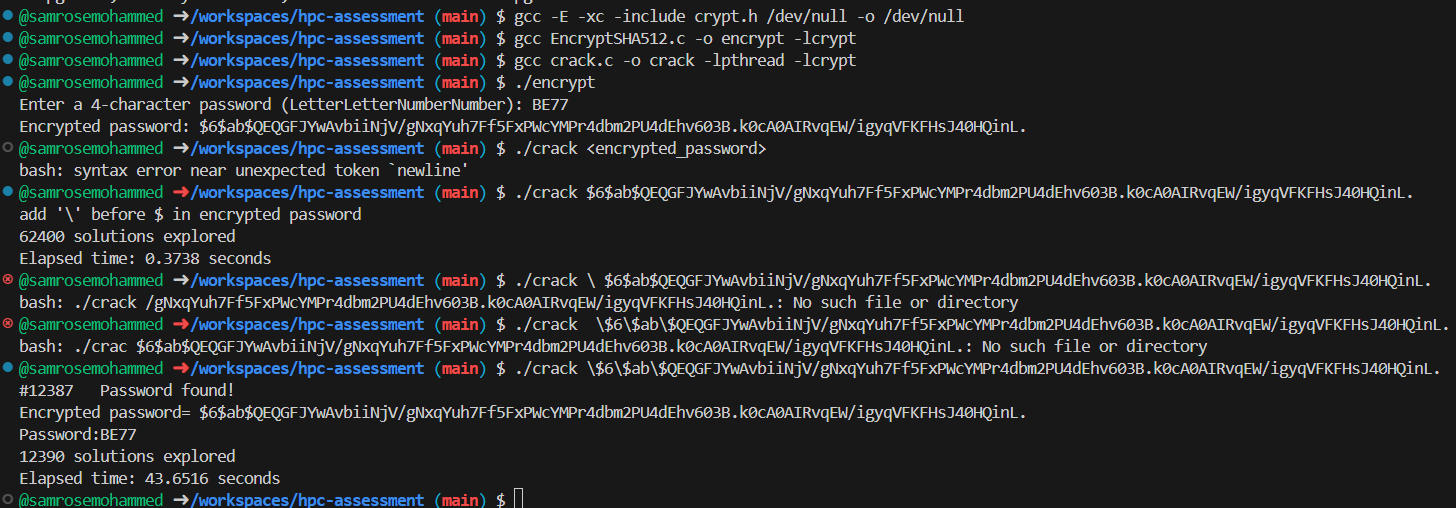 @samrosemohammed ➜/workspaces/hpc-assessment (main) $ gcc -E -xc -include crypt.h /dev/null -o /dev/null
@samrosemohammed ➜/workspaces/hpc-assessment (main) $ gcc EncryptSHA512.c -o encrypt -lcrypt
@samrosemohammed ➜/workspaces/hpc-assessment (main) $ gcc crack.c -o crack -lpthread -lcrypt
@samrosemohammed ➜/workspaces/hpc-assessment (main) $ ./encrypt
Enter a 4-character password (LetterLetterNumberNumber): BE77
Encrypted password: $6$ab$QEQGFJYwAvbiiNjV/gNxqYuh7Ff5FxPWcYMPr4dbm2PU4dEhv603B.k0cA0AIRvqEW/igyqVFKFHsJ40HQinL.
@samrosemohammed ➜/workspaces/hpc-assessment (main) $ ./crack <encrypted_password>
bash: syntax error near unexpected token `newline'
@samrosemohammed ➜/workspaces/hpc-assessment (main) $ ./crack $6$ab$QEQGFJYwAvbiiNjV/gNxqYuh7Ff5FxPWcYMPr4dbm2PU4dEhv603B.k0cA0AIRvqEW/igyqVFKFHsJ40HQinL.
add '\' before $ in encrypted password
62400 solutions explored
Elapsed time: 0.3738 seconds
@samrosemohammed ➜/workspaces/hpc-assessment (main) $ ./crack \ $6$ab$QEQGFJYwAvbiiNjV/gNxqYuh7Ff5FxPWcYMPr4dbm2PU4dEhv603B.k0cA0AIRvqEW/igyqVFKFHsJ40HQinL.
bash: ./crack /gNxqYuh7Ff5FxPWcYMPr4dbm2PU4dEhv603B.k0cA0AIRvqEW/igyqVFKFHsJ40HQinL.: No such file or directory
@samrosemohammed ➜/workspaces/hpc-assessment (main) $ ./crack  \$6\$ab\$QEQGFJYwAvbiiNjV/gNxqYuh7Ff5FxPWcYMPr4dbm2PU4dEhv603B.k0cA0AIRvqEW/igyqVFKFHsJ40HQinL.
bash: ./crac $6$ab$QEQGFJYwAvbiiNjV/gNxqYuh7Ff5FxPWcYMPr4dbm2PU4dEhv603B.k0cA0AIRvqEW/igyqVFKFHsJ40HQinL.: No such file or directory
@samrosemohammed ➜/workspaces/hpc-assessment (main) $ ./crack \$6\$ab\$QEQGFJYwAvbiiNjV/gNxqYuh7Ff5FxPWcYMPr4dbm2PU4dEhv603B.k0cA0AIRvqEW/igyqVFKFHsJ40HQinL.
#12387   Password found!
Encrypted password= $6$ab$QEQGFJYwAvbiiNjV/gNxqYuh7Ff5FxPWcYMPr4dbm2PU4dEhv603B.k0cA0AIRvqEW/igyqVFKFHsJ40HQinL.
Password:BE77
12390 solutions explored
Elapsed time: 43.6516 seconds
@samrosemohammed ➜/workspaces/hpc-assessment (main) $